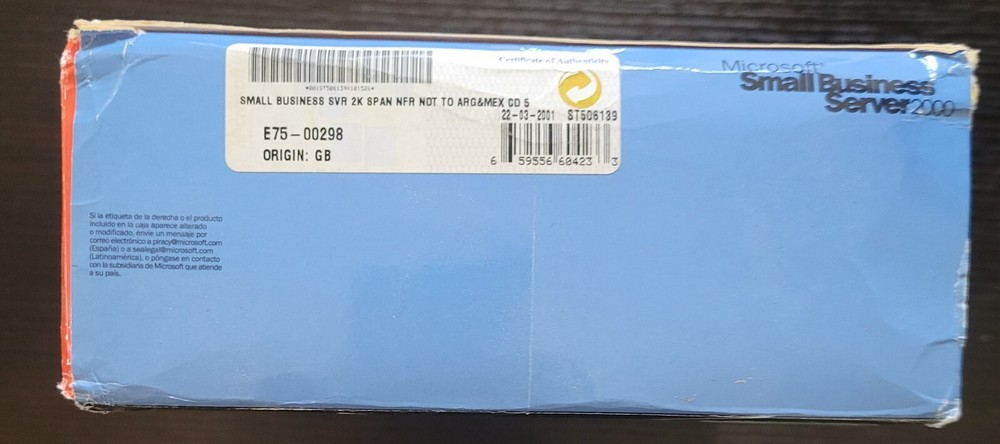 Certificate of Authenticity
SMALL BUSINESS SVR 2K SPAN NFR NOT TO ARG&MEX CD 5
22-03-2001 ST506139
E75-00298
ORIGIN: GB
6 59556 60423 3
Microsoft
Small Business
Server 2000
Si la etiqueta de la derecha o el producto
incluido en la caja aparece alterado
o modificado, envíe un mensaje por
correo electrónico a piracy@microsoft.com
(España) o a sealegal@microsoft.com
(Latinoamérica), o póngase en contacto
con la subsidiaria de Microsoft que atiende
a su país.